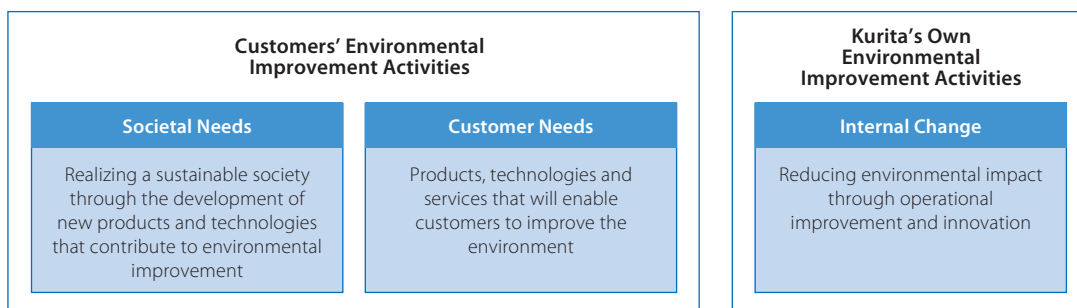 Customers’ Environmental
Improvement Activities
Societal Needs
Realizing a sustainable society
through the development of
new products and technologies
that contribute to environmental
improvement
Customer Needs
Products, technologies and
services that will enable
customers to improve the
environment
Kurita’s Own
Environmental
Improvement Activities
Internal Change
Reducing environmental impact
through operational
improvement and innovation